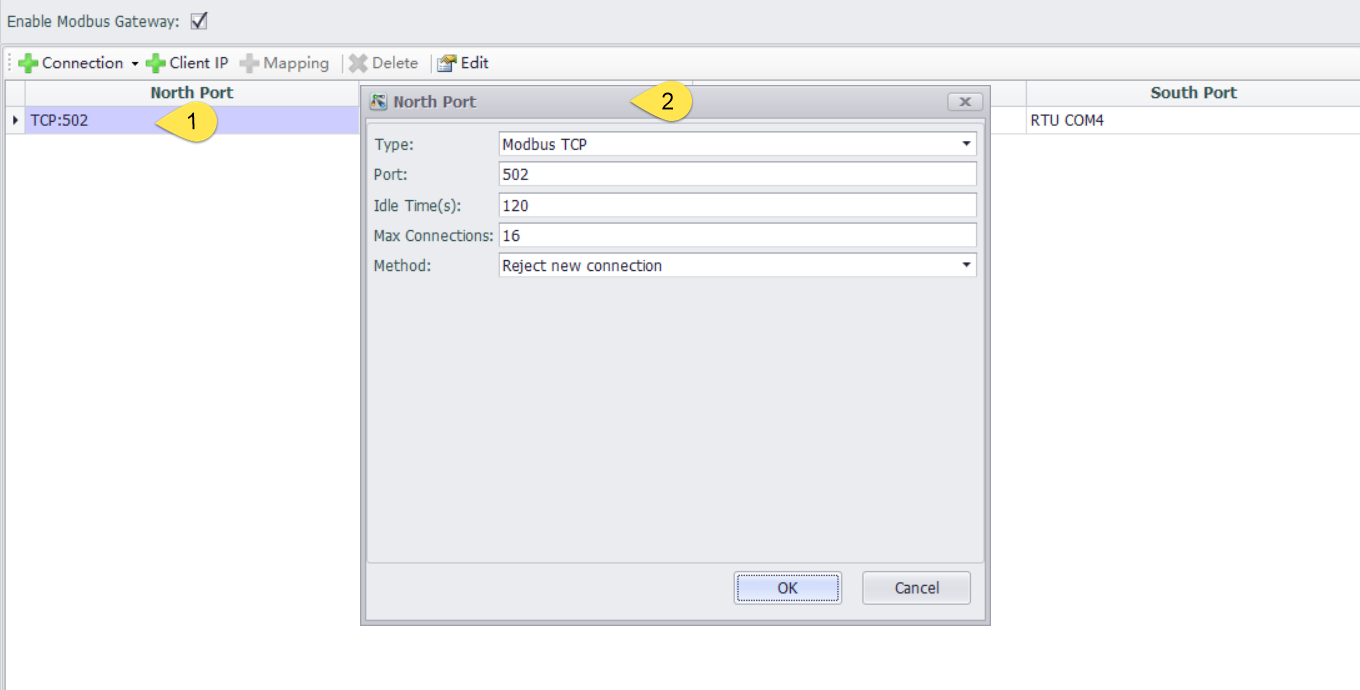 Enable Modbus Gateway:
Connection Client IP Mapping Delete Edit
North Port South Port
TCP:502 RTU COM4
1
North Port
2
Type: Modbus TCP
Port: 502
Idle Time(s): 120
Max Connections: 16
Method: Reject new connection
OK Cancel